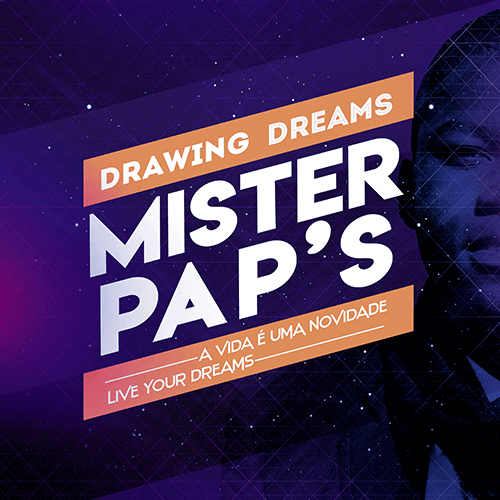 DRAWING DREAMS
MISTER
PAP'S
A VIDA É UMA NOVIDADE
LIVE YOUR DREAMS